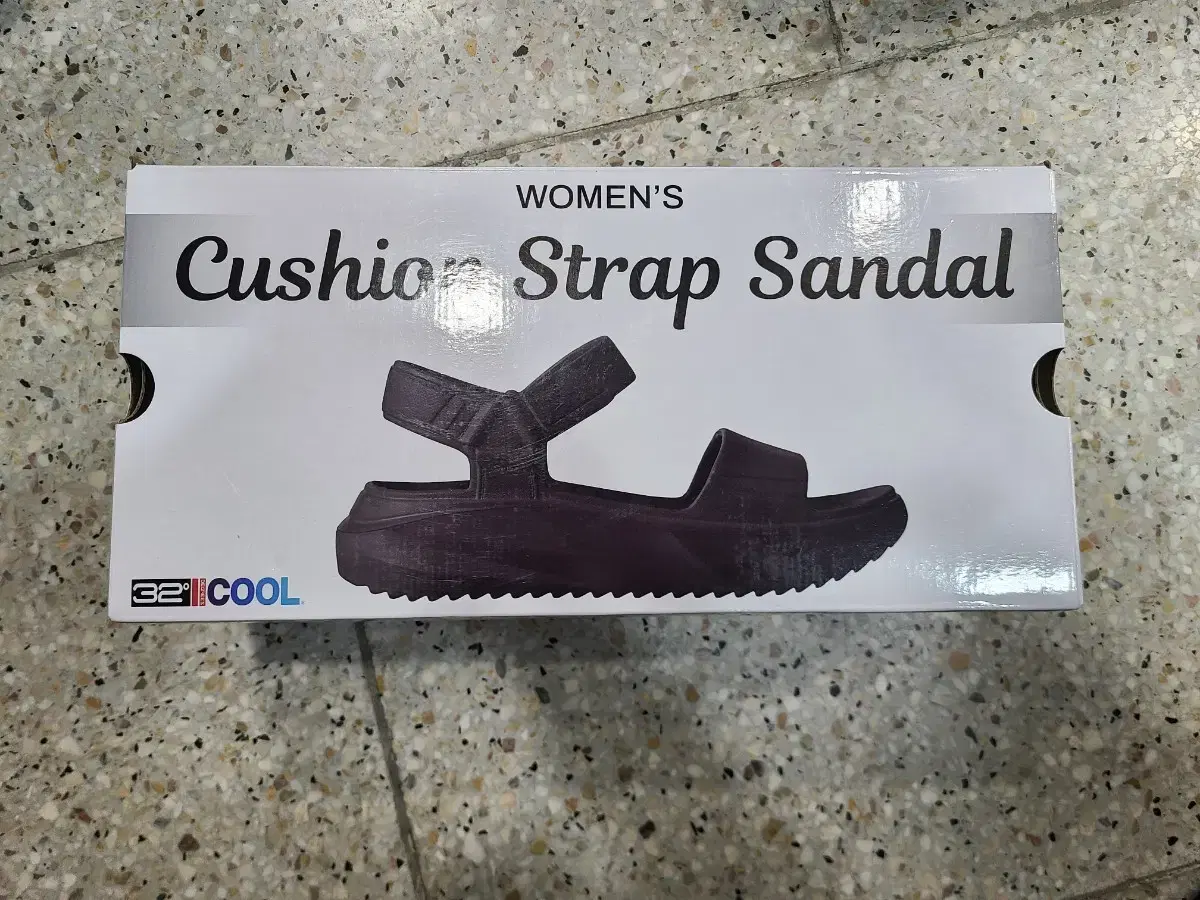 WOMEN'S
Cushion Strap Sandal
32° COOL